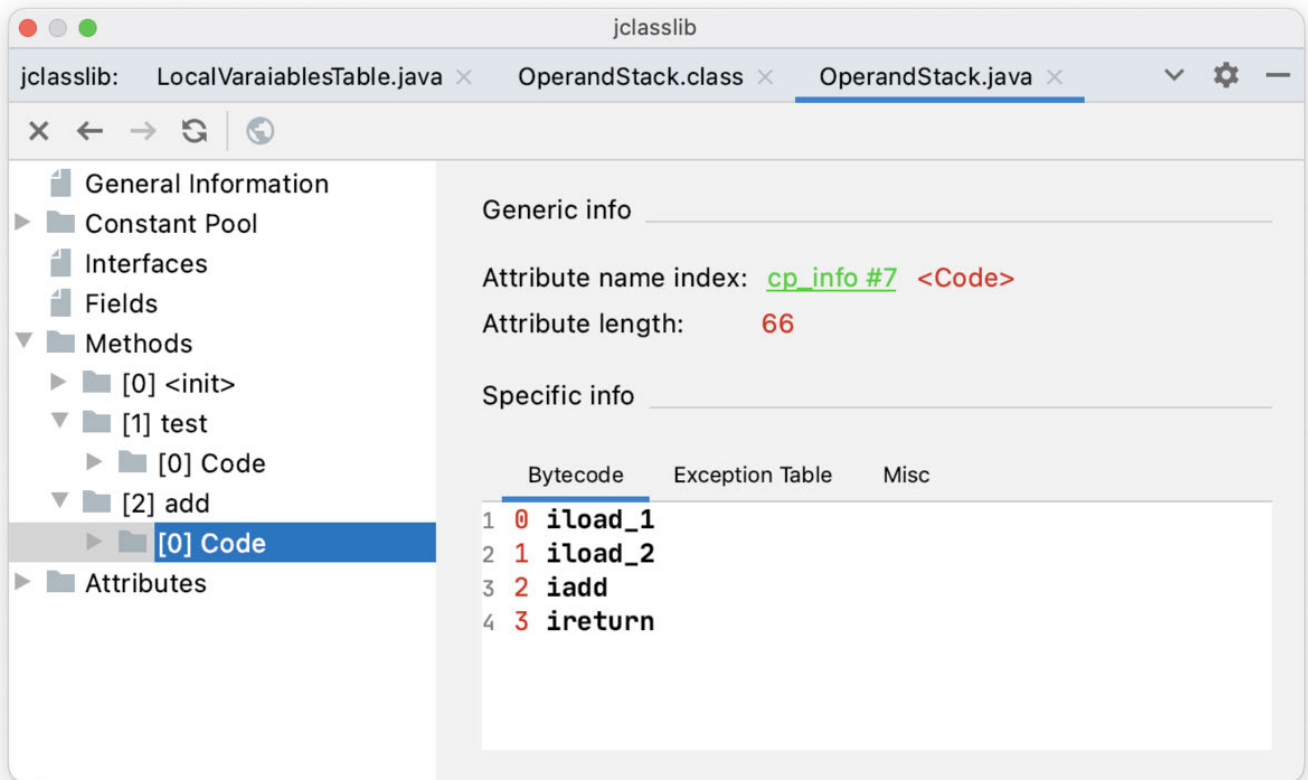 jclasslib
jclasslib: LocalVaraiablesTable.java OperandStack.class OperandStack.java
General Information
Constant Pool
Interfaces
Fields
Methods
[0] <init>
[1] test
[0] Code
[2] add
[0] Code
Attributes
Generic info
Attribute name index: cp_info #7 <Code>
Attribute length: 66
Specific info
Bytecode Exception Table Misc
1 0 iload_1
2 1 iload_2
3 2 iadd
4 3 ireturn